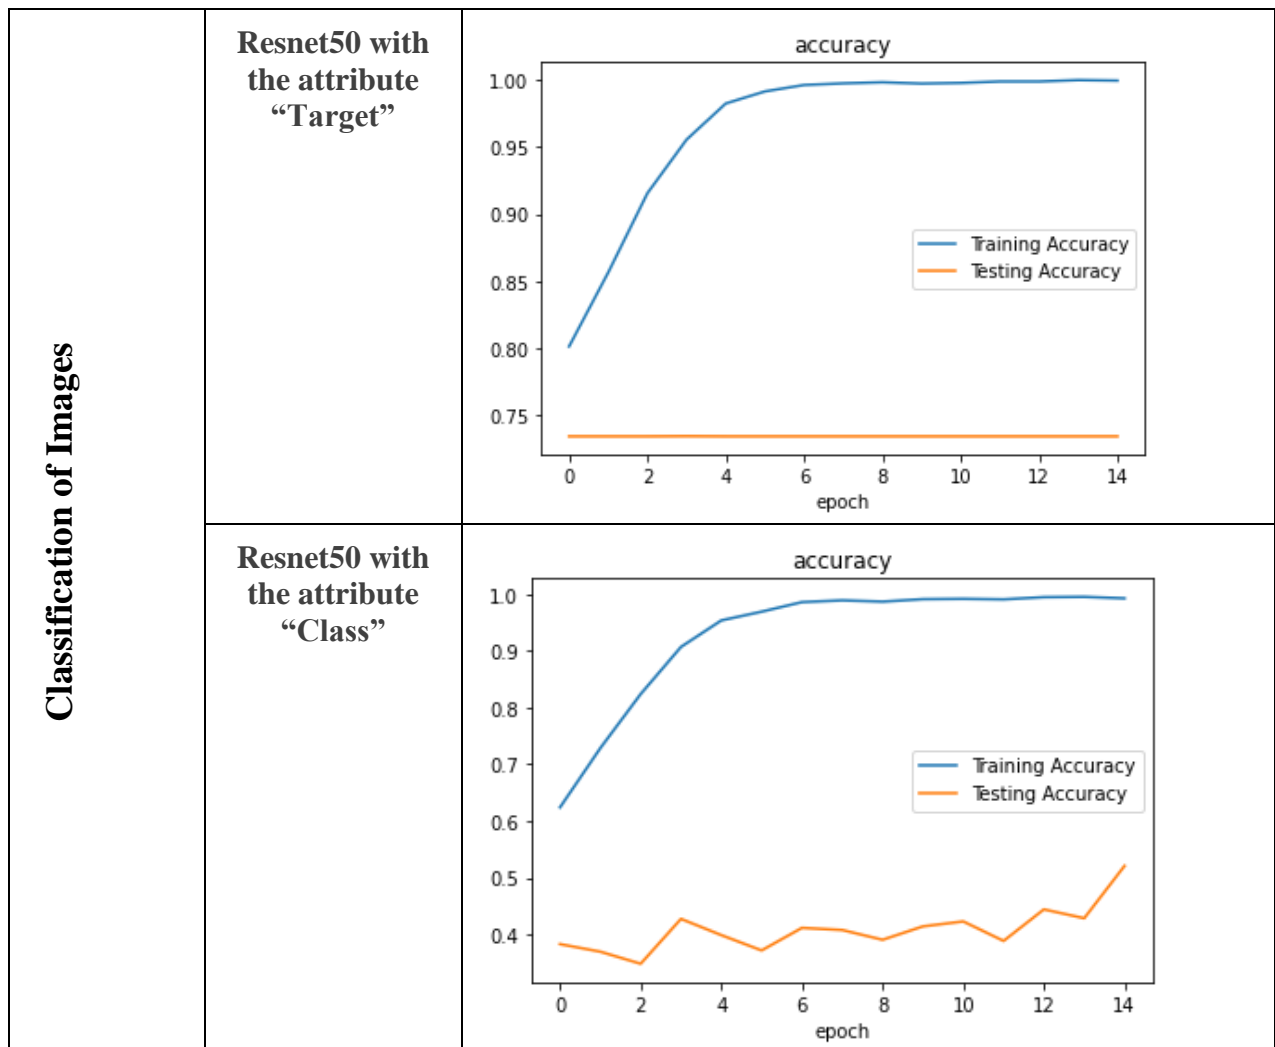 Classification of Images
Resnet50 with
the attribute
“Target”
accuracy
1.00
0.95
0.90
0.85
0.80
0.75
Training Accuracy
Testing Accuracy
0 2 4 6 8 10 12 14
epoch
Resnet50 with
the attribute
“Class”
accuracy
1.0
0.9
0.8
0.7
0.6
0.5
0.4
Training Accuracy
Testing Accuracy
0 2 4 6 8 10 12 14
epoch